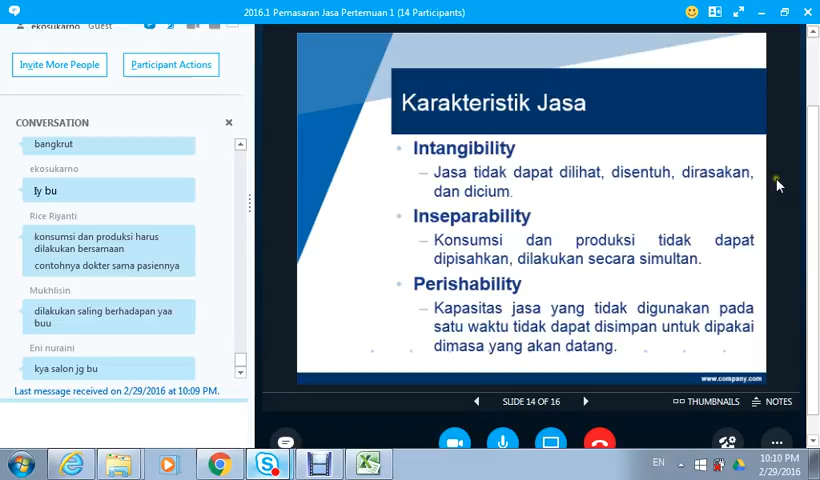 2016.1 Pemasaran Jasa Pertemuan 1 (14 Participants)
ekosukarno Guest
Invite More People
Participant Actions
CONVERSATION
bangkrut
ekosukarno
Iy bu
Rice Riyanti
konsumsi dan produksi harus
dilakukan bersamaan
contohnya dokter sama pasiennya
Mukhlisin
dilakukan saling berhadapan yaa
buu
Eni nuraini
kya salon jg bu
Last message received on 2/29/2016 at 10:09 PM.
Karakteristik Jasa
Intangibility
– Jasa tidak dapat dilihat, disentuh, dirasakan,
dan dicium.
Inseparability
– Konsumsi dan produksi tidak dapat
dipisahkan, dilakukan secara simultan.
Perishability
– Kapasitas jasa yang tidak digunakan pada
satu waktu tidak dapat disimpan untuk dipakai
dimasa yang akan datang.
www.company.com
SLIDE 14 OF 16
THUMBNAILS
NOTES
EN
10:10 PM
2/29/2016